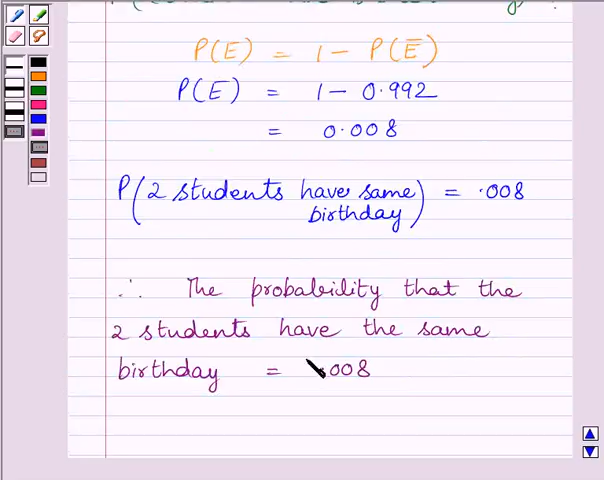 P(E) = 1 - P(E̅)
P(E) = 1 - 0.992
= 0.008
P(2 students have same birthday) = .008
∴ The probability that the
2 students have the same
birthday = .008